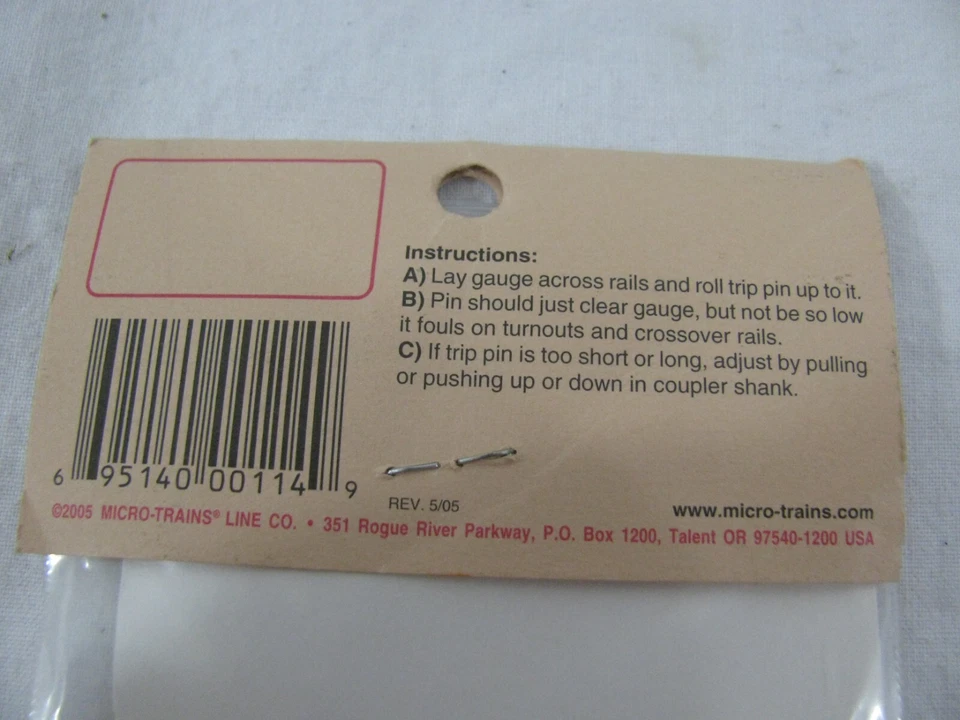 Instructions:
A) Lay gauge across rails and roll trip pin up to it.
B) Pin should just clear gauge, but not be so low
it fouls on turnouts and crossover rails.
C) If trip pin is too short or long, adjust by pulling
or pushing up or down in coupler shank.
6 95140 00114 9
REV. 5/05
www.micro-trains.com
©2005 MICRO-TRAINS® LINE CO. • 351 Rogue River Parkway, P.O. Box 1200, Talent OR 97540-1200 USA